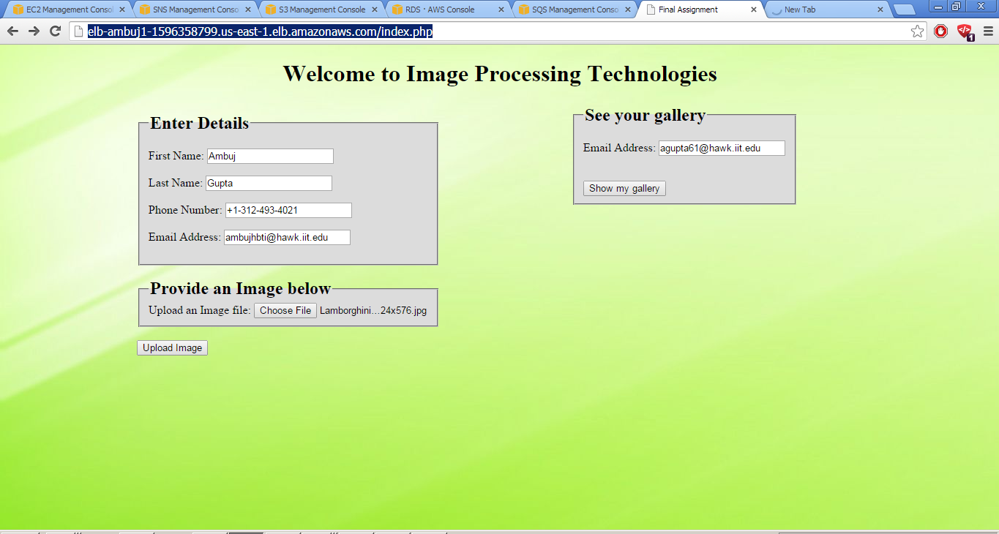 EC2 Management Consol
SNS Management Conso
S3 Management Console
RDS · AWS Console
SQS Management Conso
Final Assignment
New Tab
elb-ambuj1-1596358799.us-east-1.elb.amazonaws.com/index.php
1
Welcome to Image Processing Technologies
Enter Details
First Name: Ambuj
Last Name: Gupta
Phone Number: +1-312-493-4021
Email Address: ambujhbti@hawk.iit.edu
Provide an Image below
Upload an Image file: Choose File Lamborghini...24x576.jpg
Upload Image
See your gallery
Email Address: agupta61@hawk.iit.edu
Show my gallery